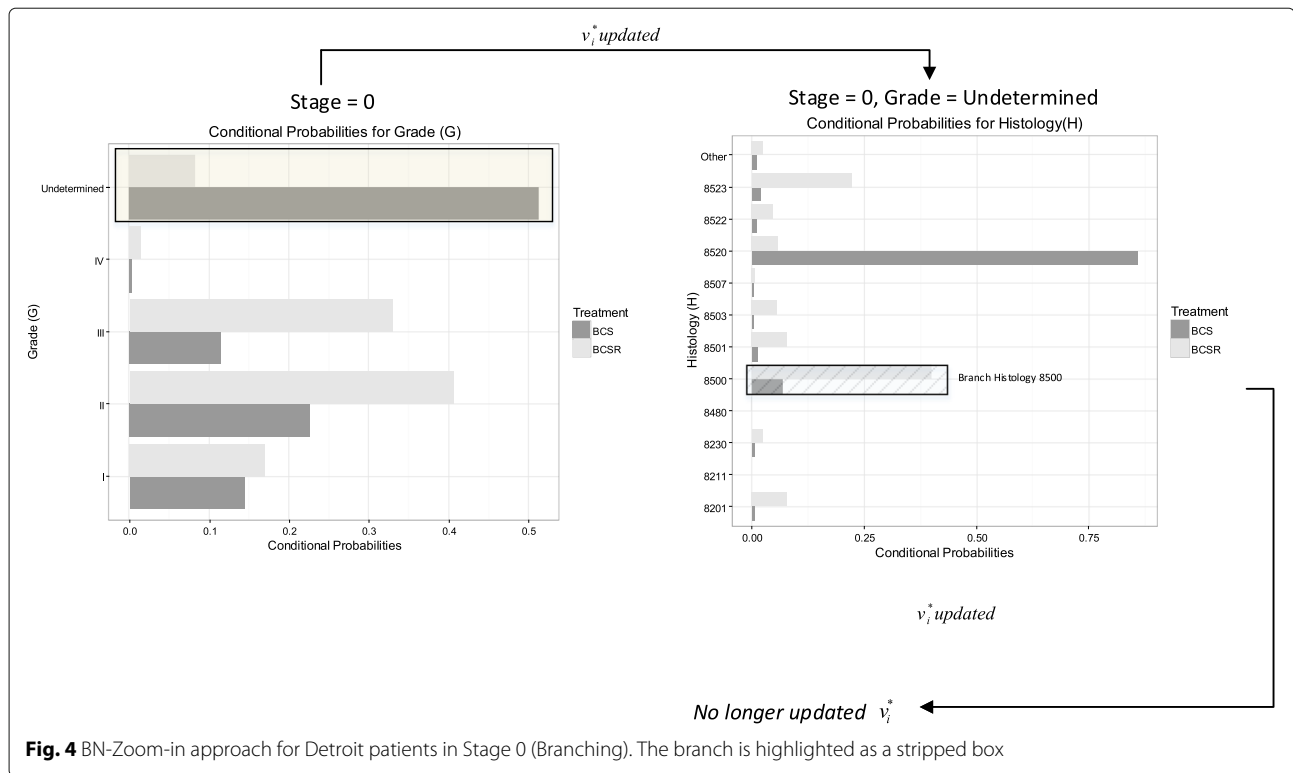 v*i updated
Stage = 0
Conditional Probabilities for Grade (G)
Undetermined
IV
III
II
I
Grade (G)
0.0 0.1 0.2 0.3 0.4 0.5
Conditional Probabilities
Treatment
BCS
BCSR
Stage = 0, Grade = Undetermined
Conditional Probabilities for Histology(H)
Other
8523
8522
8520
8507
8503
8501
8500
8480
8230
8211
8201
Histology (H)
Branch Histology 8500
0.00 0.25 0.50 0.75
Conditional Probabilities
Treatment
BCS
BCSR
v*i updated
No longer updated v*i
Fig. 4 BN-Zoom-in approach for Detroit patients in Stage 0 (Branching). The branch is highlighted as a stripped box